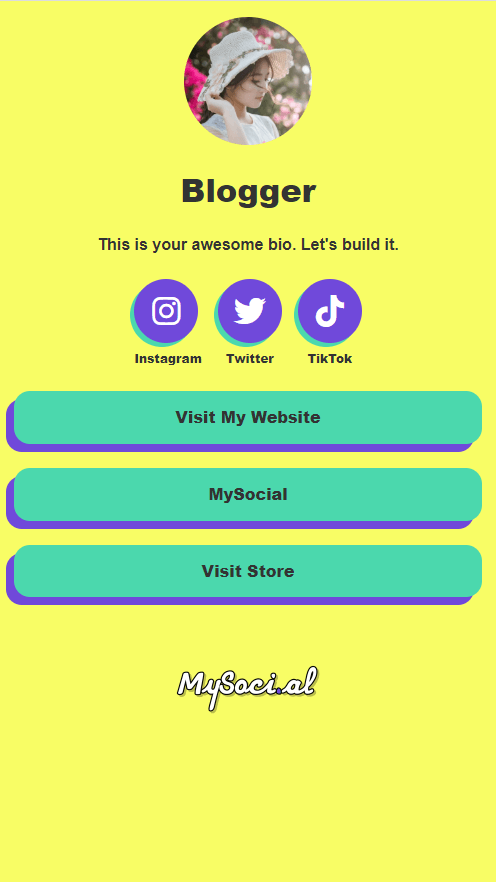 Blogger
This is your awesome bio. Let's build it.
Instagram Twitter TikTok
Visit My Website
MySocial
Visit Store
MySoci.al